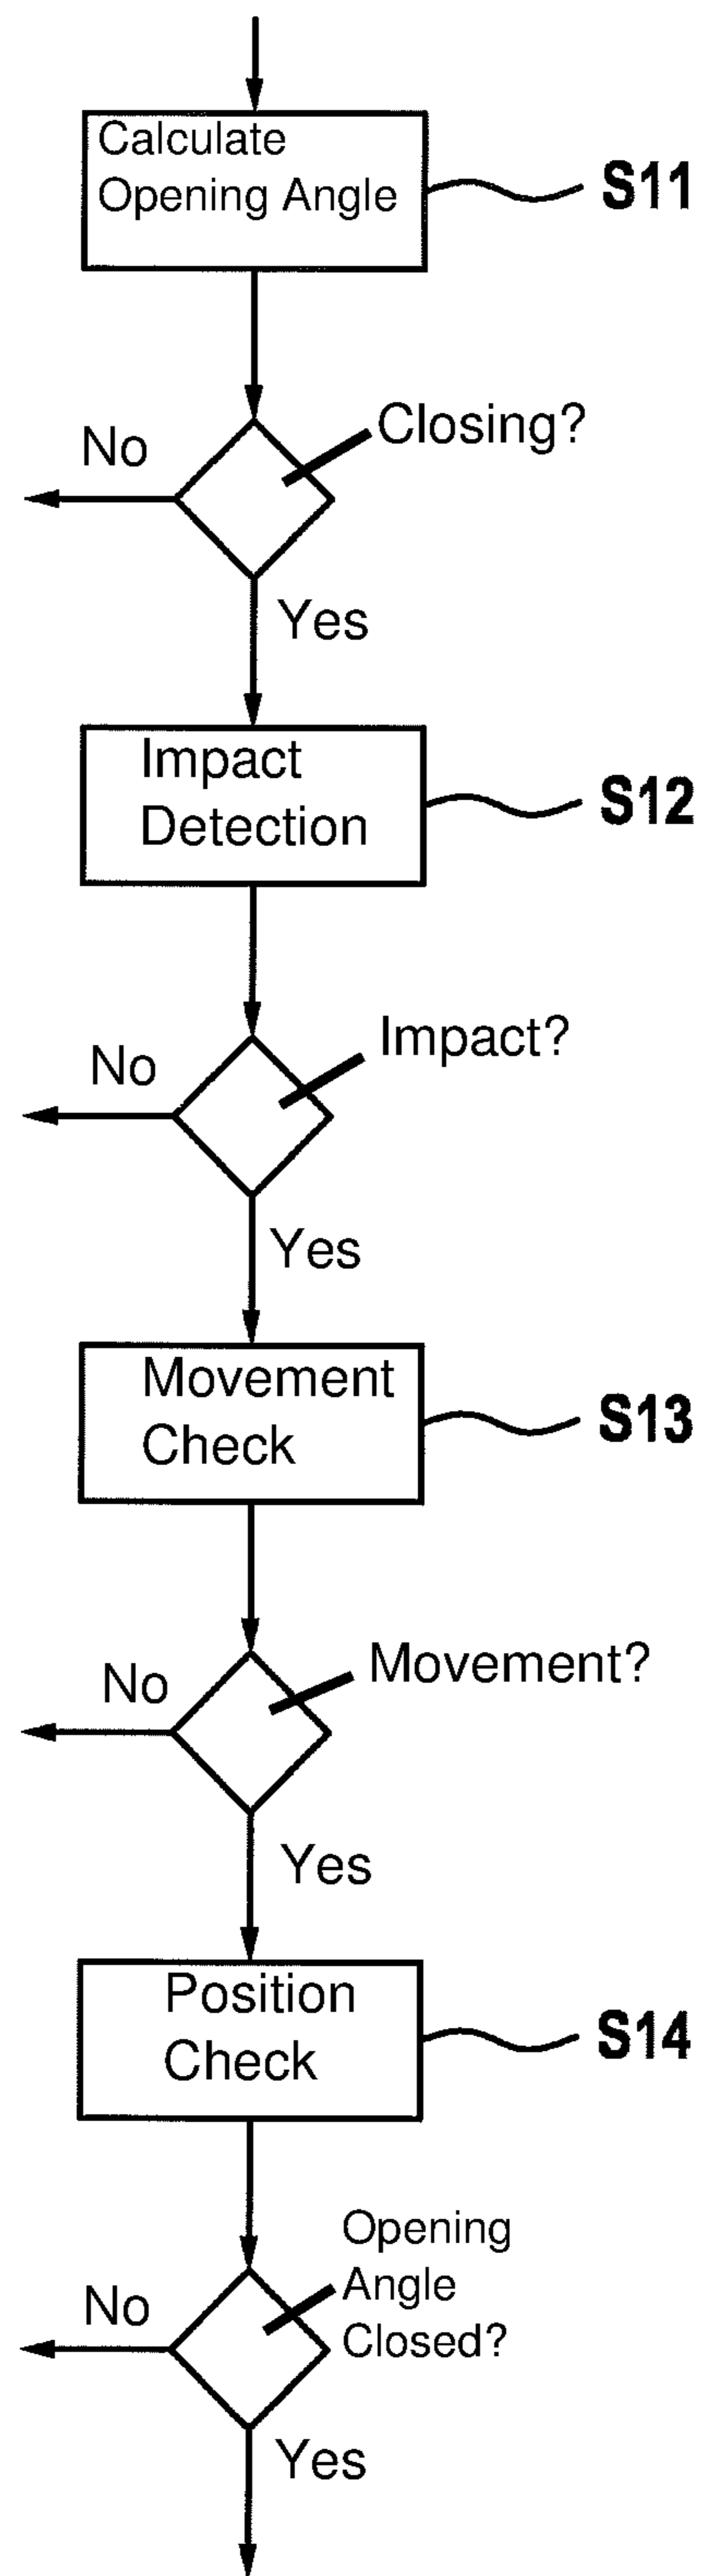 Calculate
Opening Angle
S11
Closing?
No
Yes
Impact
Detection
S12
Impact?
No
Yes
Movement
Check
S13
Movement?
No
Yes
Position
Check
S14
Opening
Angle
Closed?
No
Yes